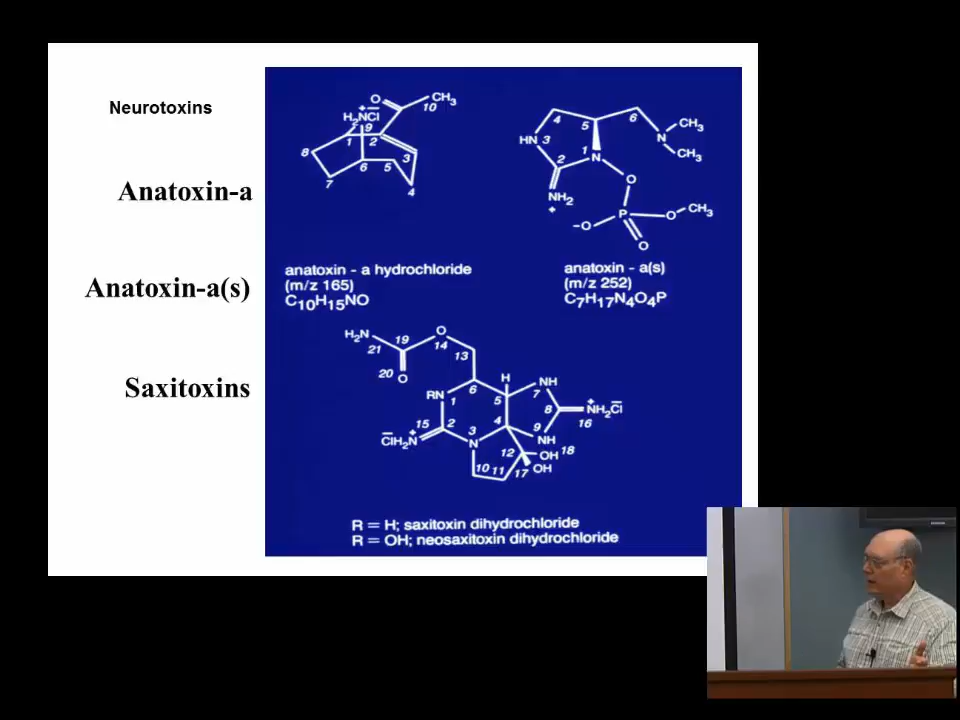 Neurotoxins
Anatoxin-a
Anatoxin-a(s)
Saxitoxins
O
CH3
10
H2NCl
+
9
1
2
8
3
7
6
5
4
4
5
6
N
CH3
CH3
HN 3
1
N
2
NH2
+
O
P
O
CH3
−O
O
anatoxin - a hydrochloride
(m/z 165)
C10H15NO
anatoxin - a(s)
(m/z 252)
C7H17N4O4P
H2N
21
19
O
14
13
20
O
6
H
NH
RN
1
5
7
8
+
NH2Cl
16
15
2
3
4
9
ClH2N
+
N
NH
12
OH 18
10
11
17
OH
R = H; saxitoxin dihydrochloride
R = OH; neosaxitoxin dihydrochloride